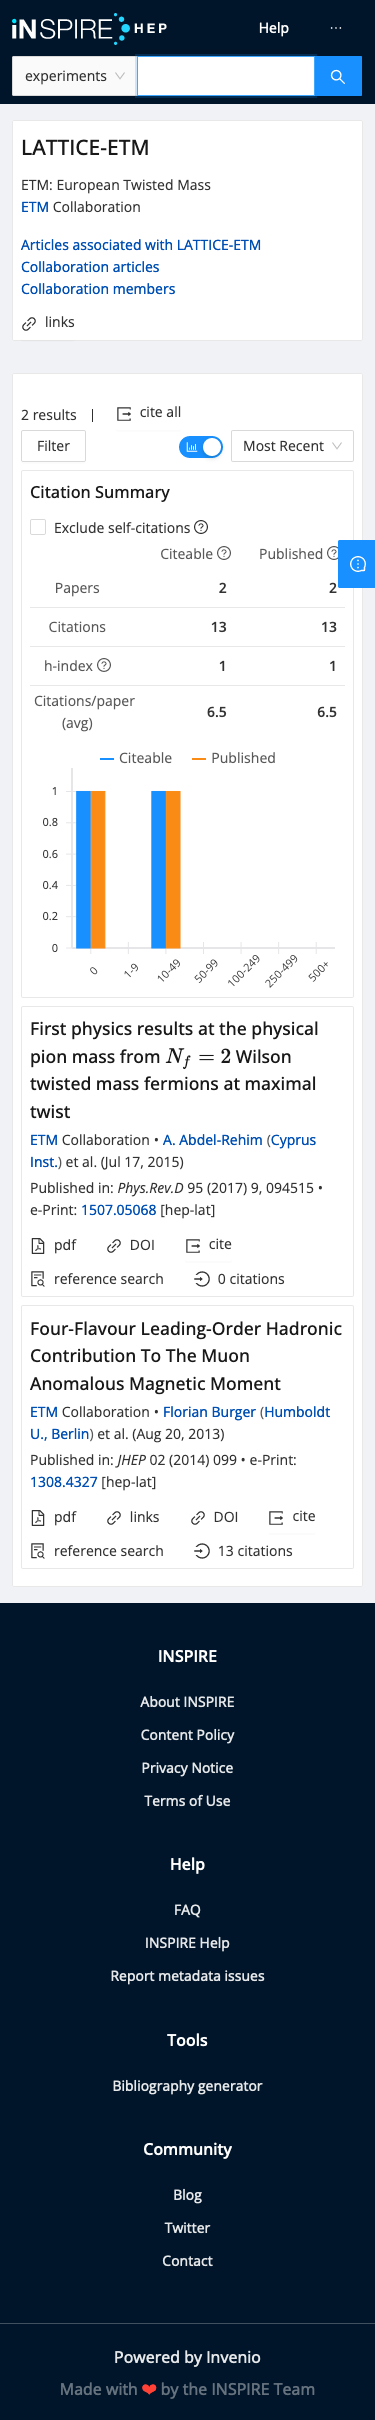 iNSPIRE HEP
Help
...
experiments
LATTICE-ETM
ETM: European Twisted Mass
ETM Collaboration
Articles associated with LATTICE-ETM
Collaboration articles
Collaboration members
links
2 results | cite all
Filter
Most Recent
Citation Summary
Exclude self-citations
Citeable Published
Papers 2 2
Citations 13 13
h-index 1 1
Citations/paper
(avg) 6.5 6.5
Citeable Published
1
0.8
0.6
0.4
0.2
0
0 1-9 10-49 50-99 100-249 250-499 500+
First physics results at the physical
pion mass from N_f = 2 Wilson
twisted mass fermions at maximal
twist
ETM Collaboration • A. Abdel-Rehim (Cyprus
Inst.) et al. (Jul 17, 2015)
Published in: Phys.Rev.D 95 (2017) 9, 094515 •
e-Print: 1507.05068 [hep-lat]
pdf DOI cite
reference search 0 citations
Four-Flavour Leading-Order Hadronic
Contribution To The Muon
Anomalous Magnetic Moment
ETM Collaboration • Florian Burger (Humboldt
U., Berlin) et al. (Aug 20, 2013)
Published in: JHEP 02 (2014) 099 • e-Print:
1308.4327 [hep-lat]
pdf links DOI cite
reference search 13 citations
INSPIRE
About INSPIRE
Content Policy
Privacy Notice
Terms of Use
Help
FAQ
INSPIRE Help
Report metadata issues
Tools
Bibliography generator
Community
Blog
Twitter
Contact
Powered by Invenio
Made with ❤ by the INSPIRE Team